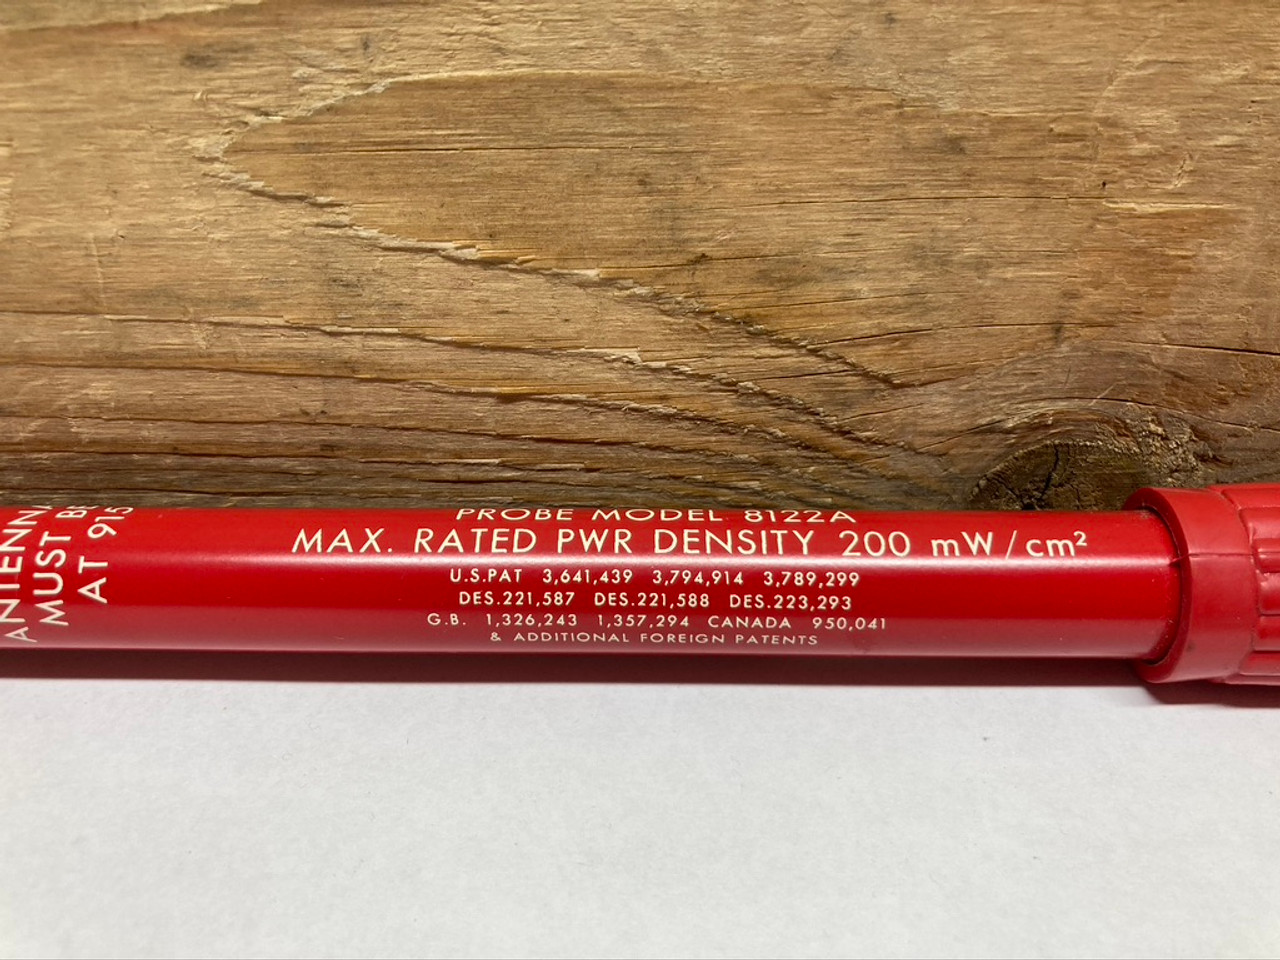 ANTENNA
MUST BE
AT 915
PROBE MODEL 8122A
MAX. RATED PWR DENSITY 200 mW/cm²
U.S.PAT 3,641,439 3,794,914 3,789,299
DES.221,587 DES.221,588 DES.223,293
G.B. 1,326,243 1,357,294 CANADA 950,041
& ADDITIONAL FOREIGN PATENTS